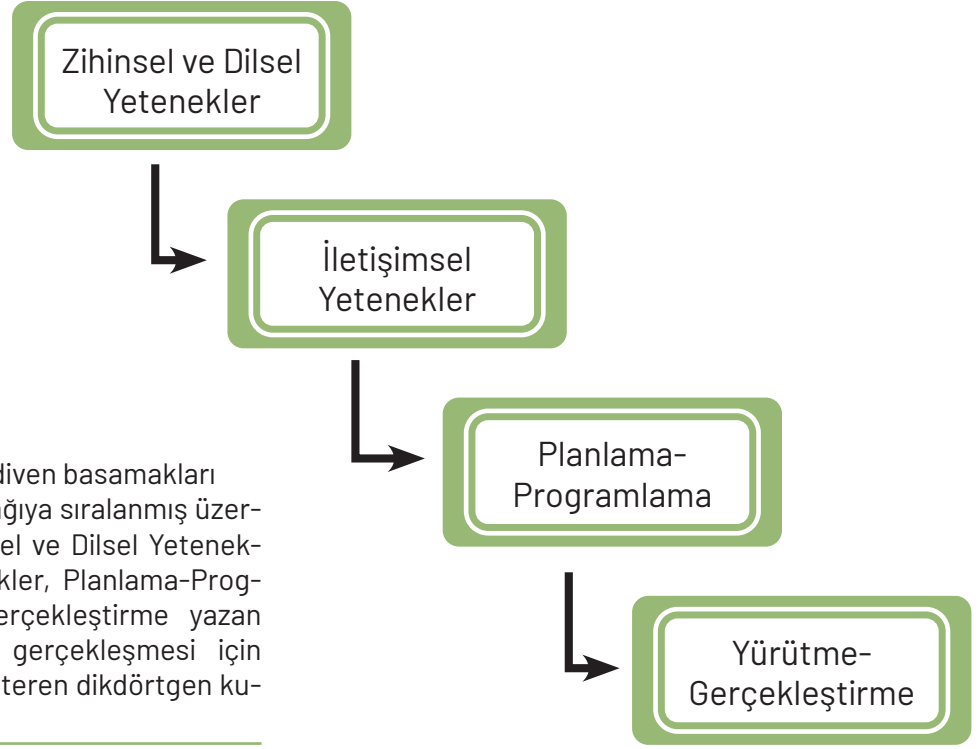 Zihinsel ve Dilsel
Yetenekler
İletişimsel
Yetenekler
Planlama-
Programlama
Yürütme-
Gerçekleştirme
diven basamakları
ağıya sıralanmış üzer-
el ve Dilsel Yetenek-
kler, Planlama-Prog-
erçekleştirme yazan
gerçekleşmesi için
teren dikdörtgen ku-